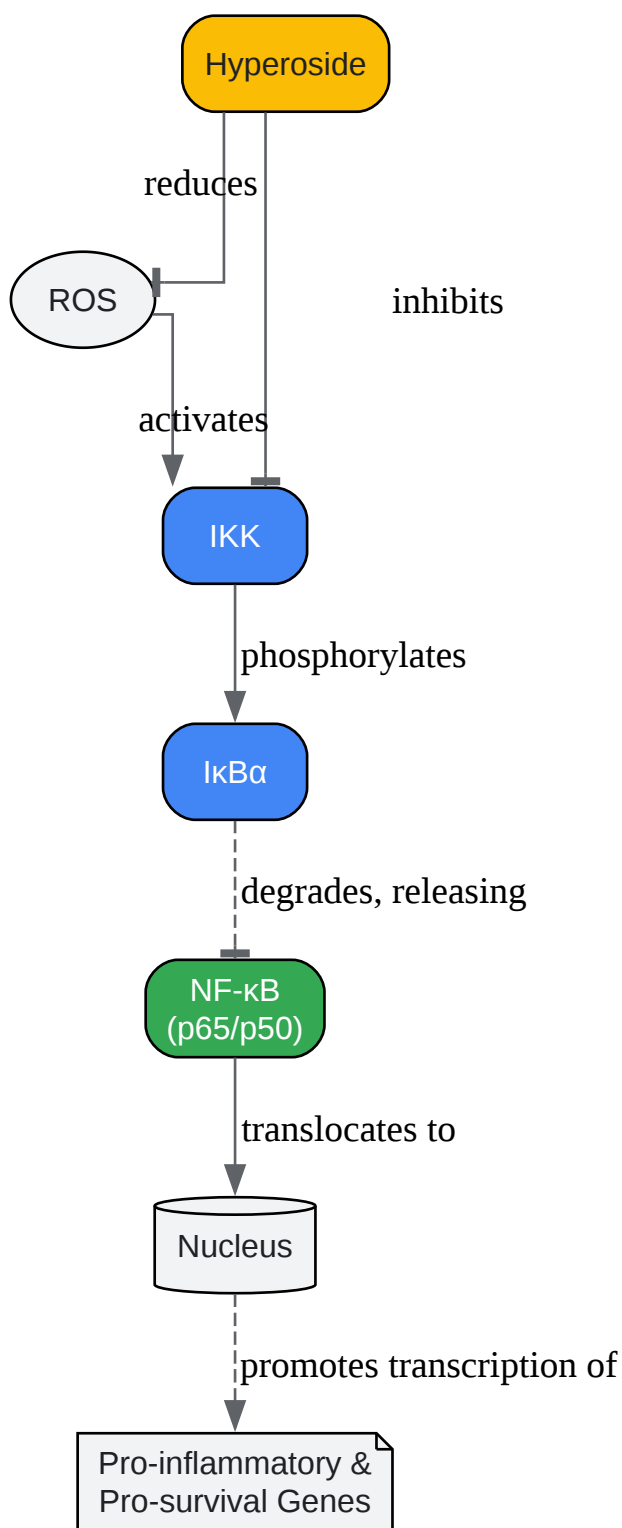 Hyperoside
reduces
ROS
inhibits
activates
IKK
phosphorylates
IκBα
degrades, releasing
NF-κB
(p65/p50)
translocates to
Nucleus
promotes transcription of
Pro-inflammatory &
Pro-survival Genes